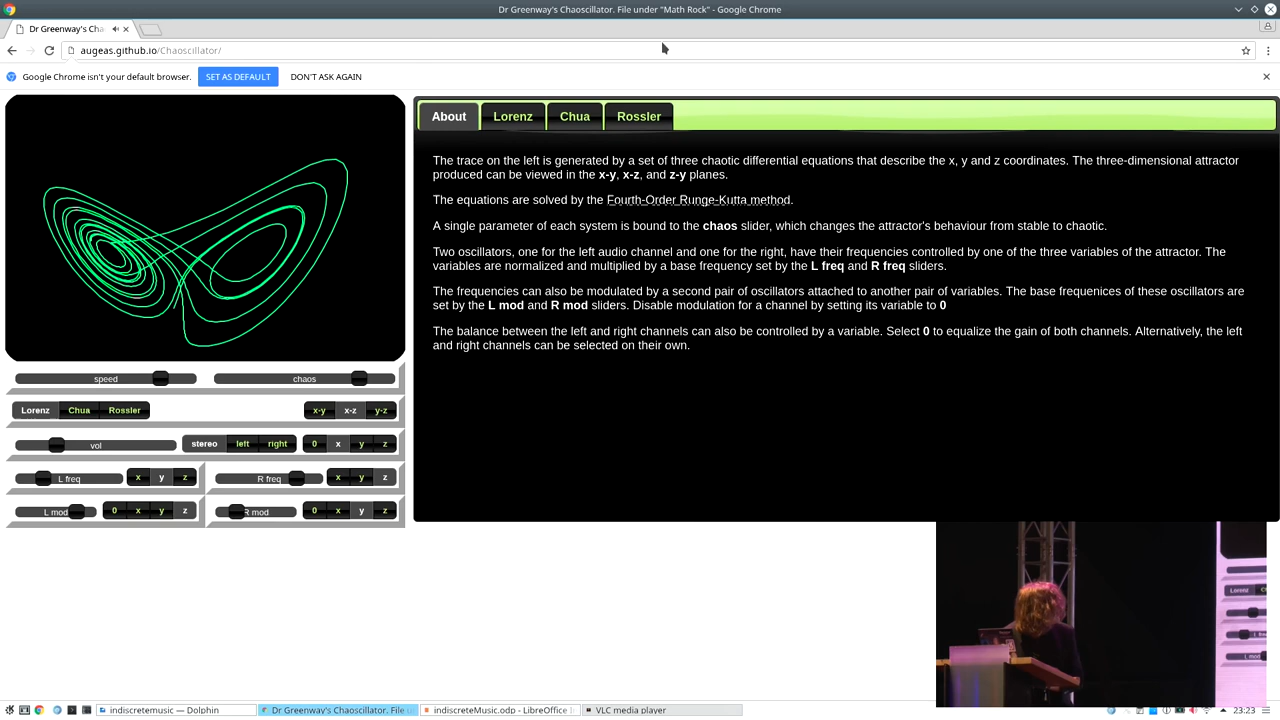 Dr Greenway's Chaoscillator. File under "Math Rock" - Google Chrome
Dr Greenway's Cha
augeas.github.io/Chaoscillator/
Google Chrome isn't your default browser. SET AS DEFAULT DON'T ASK AGAIN
About Lorenz Chua Rossler
The trace on the left is generated by a set of three chaotic differential equations that describe the x, y and z coordinates. The three-dimensional attractor
produced can be viewed in the x-y, x-z, and z-y planes.
The equations are solved by the Fourth-Order Runge-Kutta method.
A single parameter of each system is bound to the chaos slider, which changes the attractor's behaviour from stable to chaotic.
Two oscillators, one for the left audio channel and one for the right, have their frequencies controlled by one of the three variables of the attractor. The
variables are normalized and multiplied by a base frequency set by the L freq and R freq sliders.
The frequencies can also be modulated by a second pair of oscillators attached to another pair of variables. The base frequenices of these oscillators are
set by the L mod and R mod sliders. Disable modulation for a channel by setting its variable to 0
The balance between the left and right channels can also be controlled by a variable. Select 0 to equalize the gain of both channels. Alternatively, the left
and right channels can be selected on their own.
speed chaos
Lorenz Chua Rossler x-y x-z y-z
vol stereo left right 0 x y z
L freq x y z R freq x y z
L mod 0 x y z R mod 0 x y z
Lorenz
indiscretemusic — Dolphin Dr Greenway's Chaoscillator. File u indiscreteMusic.odp - LibreOffice VLC media player 23:23